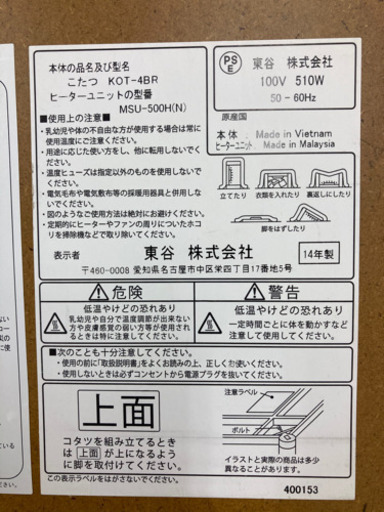 本体の品名及び型名
こたつ KOT-4BR
ヒーターユニットの型番
MSU-500H(N)
PS
E
東谷 株式会社
100V 510W
50－60Hz
■使用上の注意■
・乳幼児や体の不自由な方が使用する場合は常に
使用温度にご注意してください。
・用途に応じた使い方をし、他に転用しないでく
ださい。
・温度ヒューズは指定以外のものを使用しないで
ください。
・電気毛布や電気敷布等の採暖用器具と併用しな
いでください。
・図のようなご使用方法は絶対にお避けください。
・定期的にヒーターやファンの周りについたホコ
リを掃除機などで取り除いてください。
原産国
本体： Made in Vietnam
ヒーターユニット Made in Malaysia
立てたり
衣類を入れたり
裏返しにしたり
脚をはずしたり
表示者
東谷 株式会社
14年製
〒460-0008 愛知県名古屋市中区栄四丁目17番地5号
危険
低温やけどの恐れあり
乳幼児や自分で温度調節が出来ない
方や皮膚感覚の弱い方等が使用され
るときは特に注意してください。
警告
低温やけどの恐れあり
一定時間ごとに体を動かすなど
注意して使用してください。
■次のことも十分注意してください。
・使用の前に「取扱説明書」をよくお読みの上、正しくお使いください。
・使用しないときは必ずコンセントから電源プラグを抜いてください。
上面
コタツを組み立てるとき
は 上面 が上になるよう
に脚を取付てください。
この表示ラベルをはがさないでください。
注意ラベル
ボルト
イラストと実際の商品は多少
異なることがあります。
400153